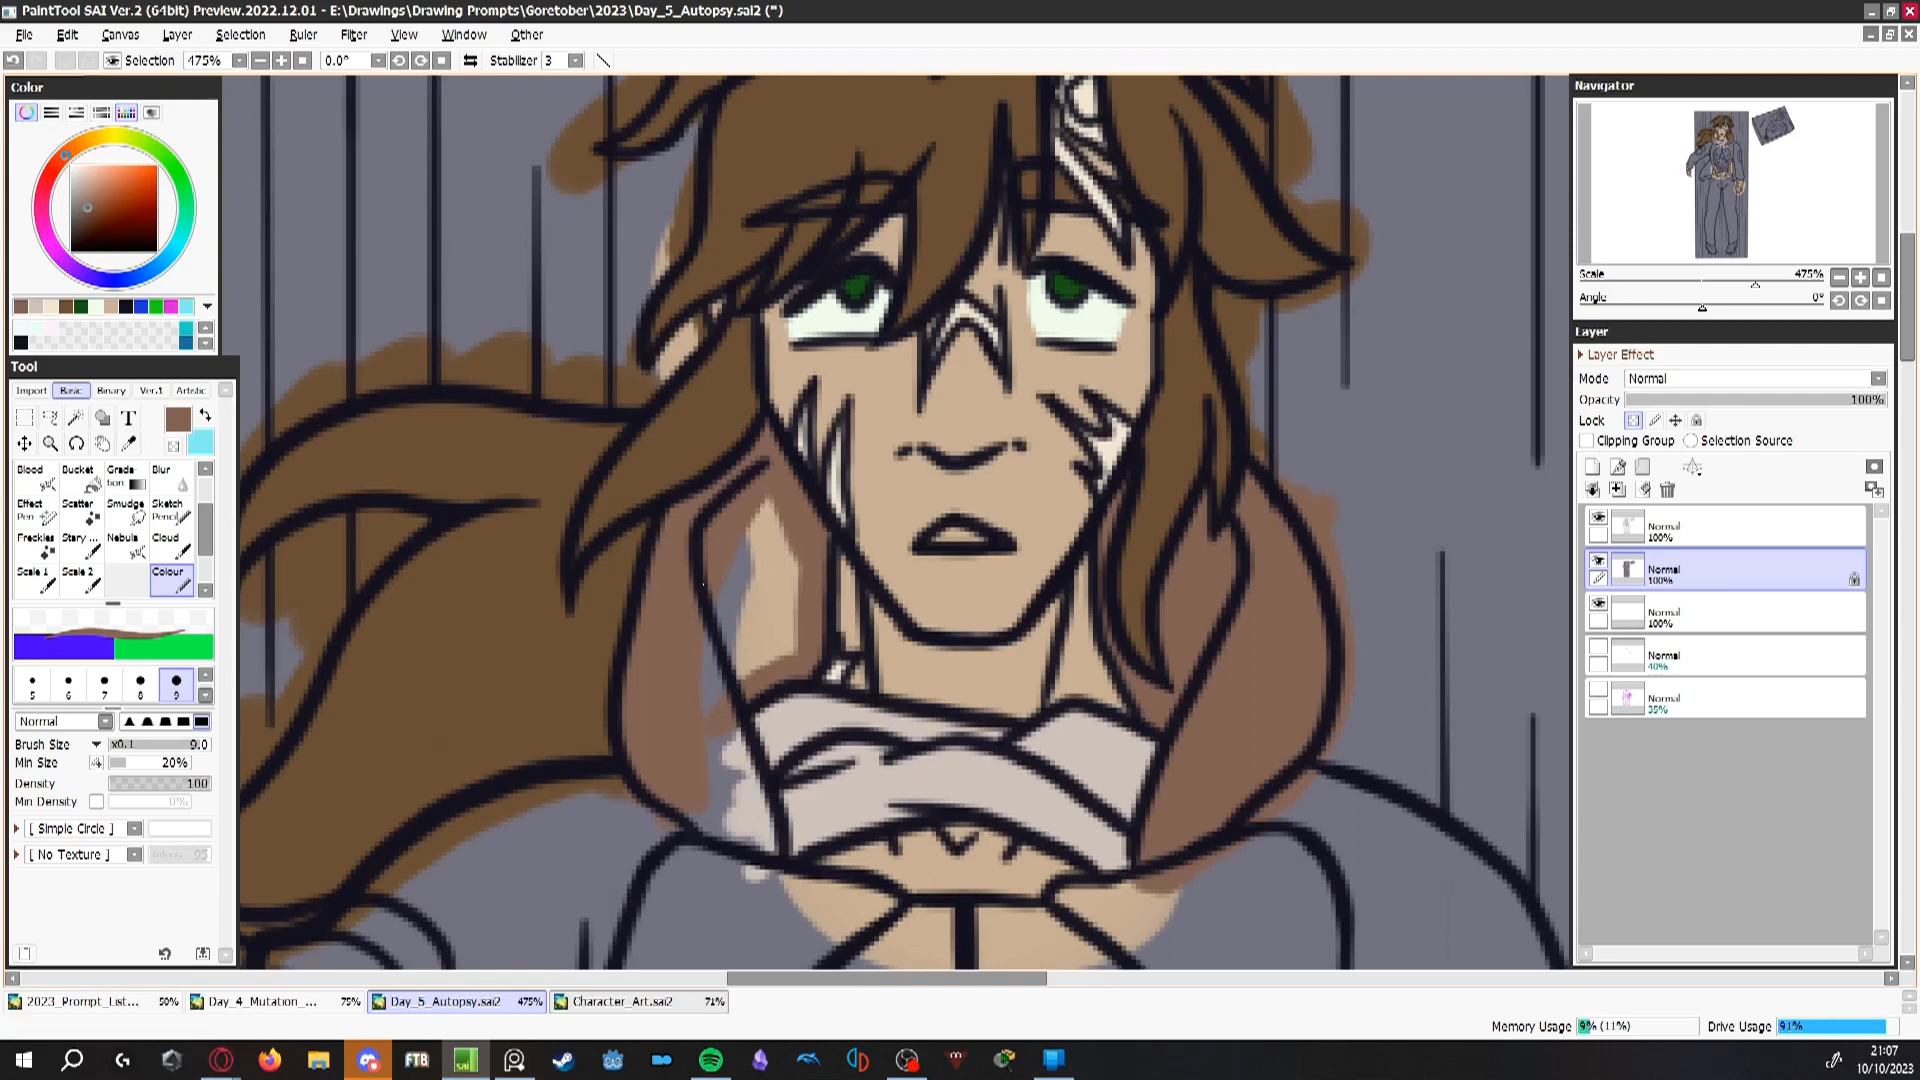 PaintTool SAI Ver.2 (64bit) Preview.2022.12.01 - E:\Drawings\Drawing Prompts\Goretober\2023\Day_5_Autopsy.sai2 (*)
File Edit Canvas Layer Selection Ruler Filter View Window Other
Selection 475% 0.0° Stabilizer 3
Color
Tool
Import Basic Binary Ver.1 Artistic
T
Blood Bucket Grada-tion Blur
Effect Pen Scatter Smudge Sketch Pencil
Freckles Stary ... Nebula Cloud
Scale 1 Scale 2 Colour
5 6 7 8 9
Normal
Brush Size x0.1 9.0
Min Size 20%
Density 100
Min Density 0%
[ Simple Circle ]
[ No Texture ] 95
Navigator
Scale 475%
Angle 0°
Layer
Layer Effect
Mode Normal
Opacity 100%
Lock
Clipping Group Selection Source
Normal
100%
Normal
100%
Normal
100%
Normal
40%
Normal
35%
2023_Prompt_List... 50% Day_4_Mutation_... 75% Day_5_Autopsy.sai2 475% Character_Art.sai2 71%
Memory Usage 9% (11%) Drive Usage 91%
FTB
sai
21:07
10/10/2023